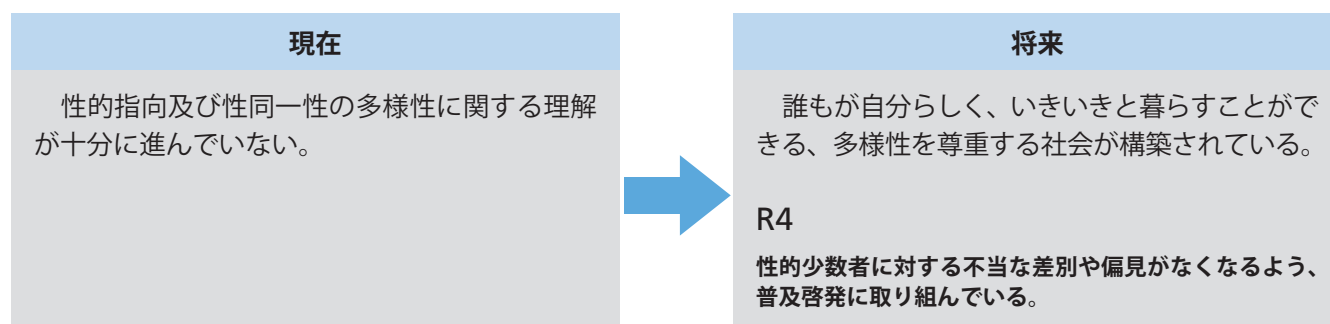 現在
　性的指向及び性同一性の多様性に関する理解
が十分に進んでいない。
将来
　誰もが自分らしく、いきいきと暮らすことがで
きる、多様性を尊重する社会が構築されている。
R4
性的少数者に対する不当な差別や偏見がなくなるよう、
普及啓発に取り組んでいる。